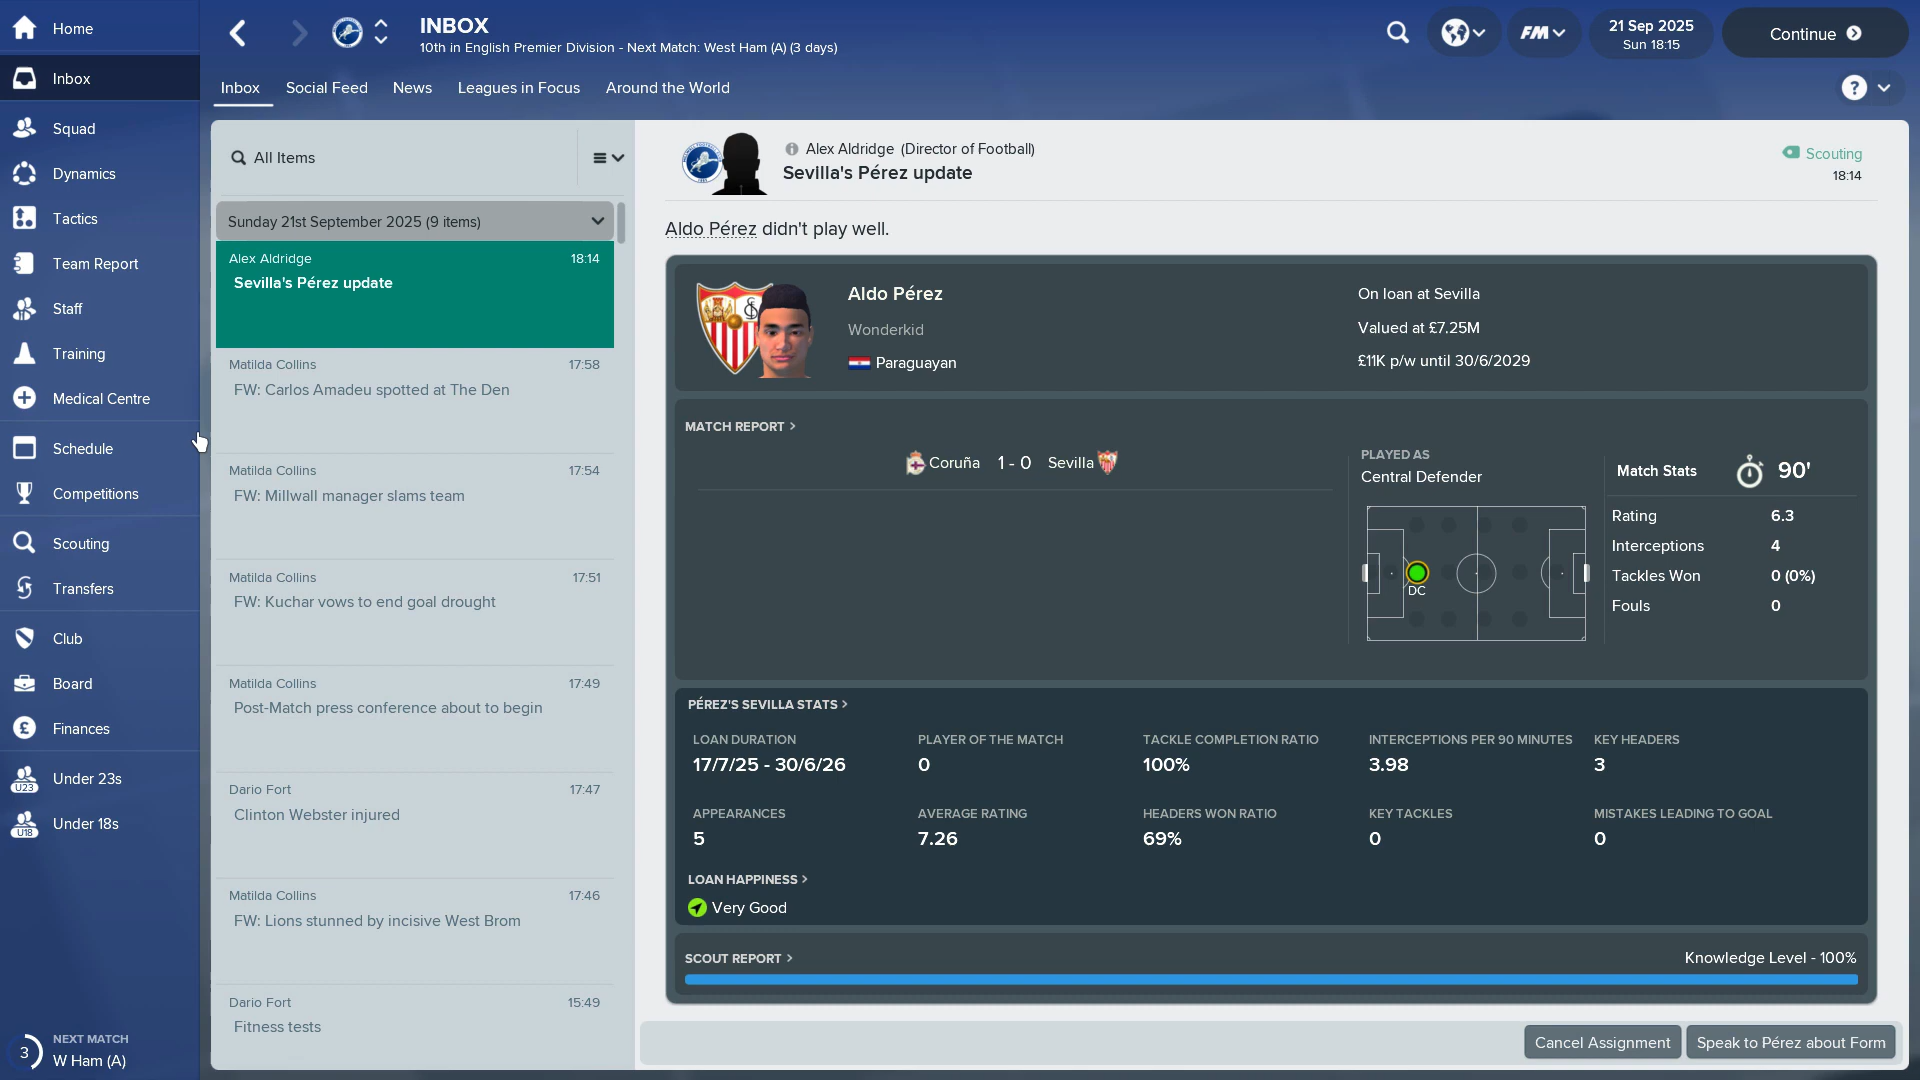 Home
Inbox
Squad
Dynamics
Tactics
Team Report
Staff
Training
Medical Centre
Schedule
Competitions
Scouting
Transfers
Club
Board
Finances
U23
Under 23s
U18
Under 18s
3
NEXT MATCH
W Ham (A)
INBOX
10th in English Premier Division - Next Match: West Ham (A) (3 days)
FM
21 Sep 2025
Sun 18:15
Continue
Inbox
Social Feed
News
Leagues in Focus
Around the World
?
All Items
Sunday 21st September 2025 (9 items)
Alex Aldridge 18:14
Sevilla's Pérez update
Matilda Collins 17:58
FW: Carlos Amadeu spotted at The Den
Matilda Collins 17:54
FW: Millwall manager slams team
Matilda Collins 17:51
FW: Kuchar vows to end goal drought
Matilda Collins 17:49
Post-Match press conference about to begin
Dario Fort 17:47
Clinton Webster injured
Matilda Collins 17:46
FW: Lions stunned by incisive West Brom
Dario Fort 15:49
Fitness tests
Alex Aldridge (Director of Football)
Sevilla's Pérez update
Scouting
18:14
Aldo Pérez didn't play well.
Aldo Pérez
Wonderkid
Paraguayan
On loan at Sevilla
Valued at £7.25M
£11K p/w until 30/6/2029
MATCH REPORT >
Coruña 1 - 0 Sevilla
PLAYED AS
Central Defender
DC
Match Stats 90'
Rating 6.3
Interceptions 4
Tackles Won 0 (0%)
Fouls 0
PÉREZ'S SEVILLA STATS >
LOAN DURATION
17/7/25 - 30/6/26
PLAYER OF THE MATCH
0
TACKLE COMPLETION RATIO
100%
INTERCEPTIONS PER 90 MINUTES
3.98
KEY HEADERS
3
APPEARANCES
5
AVERAGE RATING
7.26
HEADERS WON RATIO
69%
KEY TACKLES
0
MISTAKES LEADING TO GOAL
0
LOAN HAPPINESS >
Very Good
SCOUT REPORT >
Knowledge Level - 100%
Cancel Assignment
Speak to Pérez about Form